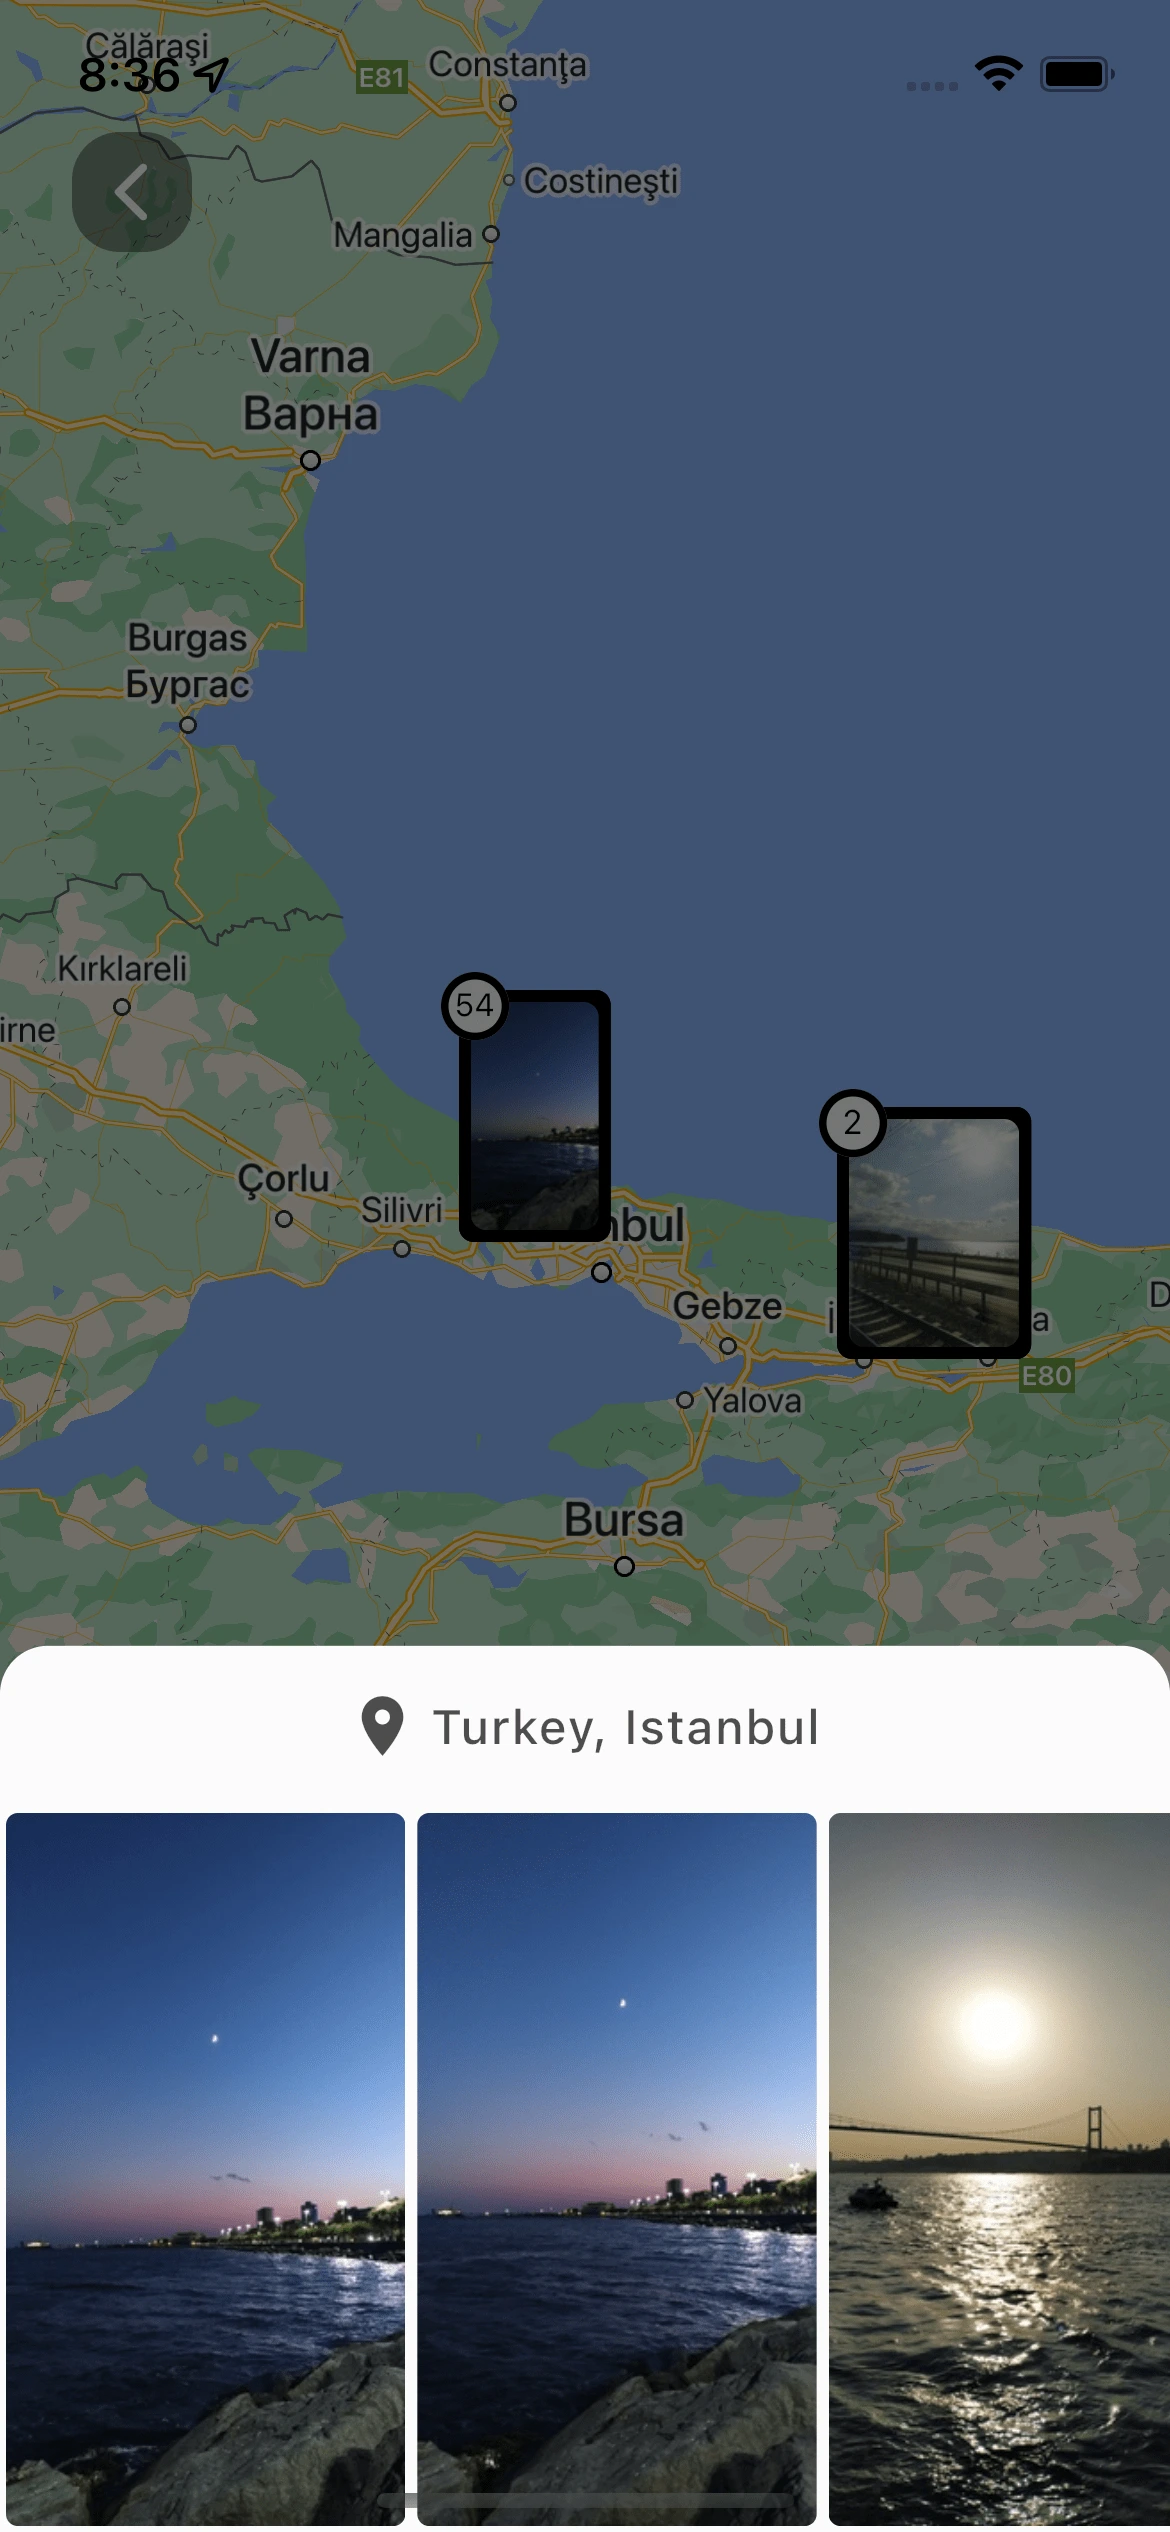 Călăraşi
8:36
E81
Constanţa
Costineşti
Mangalia
Varna
Варна
Burgas
Бургас
Kırklareli
irne
54
2
Çorlu
Silivri
nbul
Gebze
İ
a
D
E80
Yalova
Bursa
Turkey, Istanbul